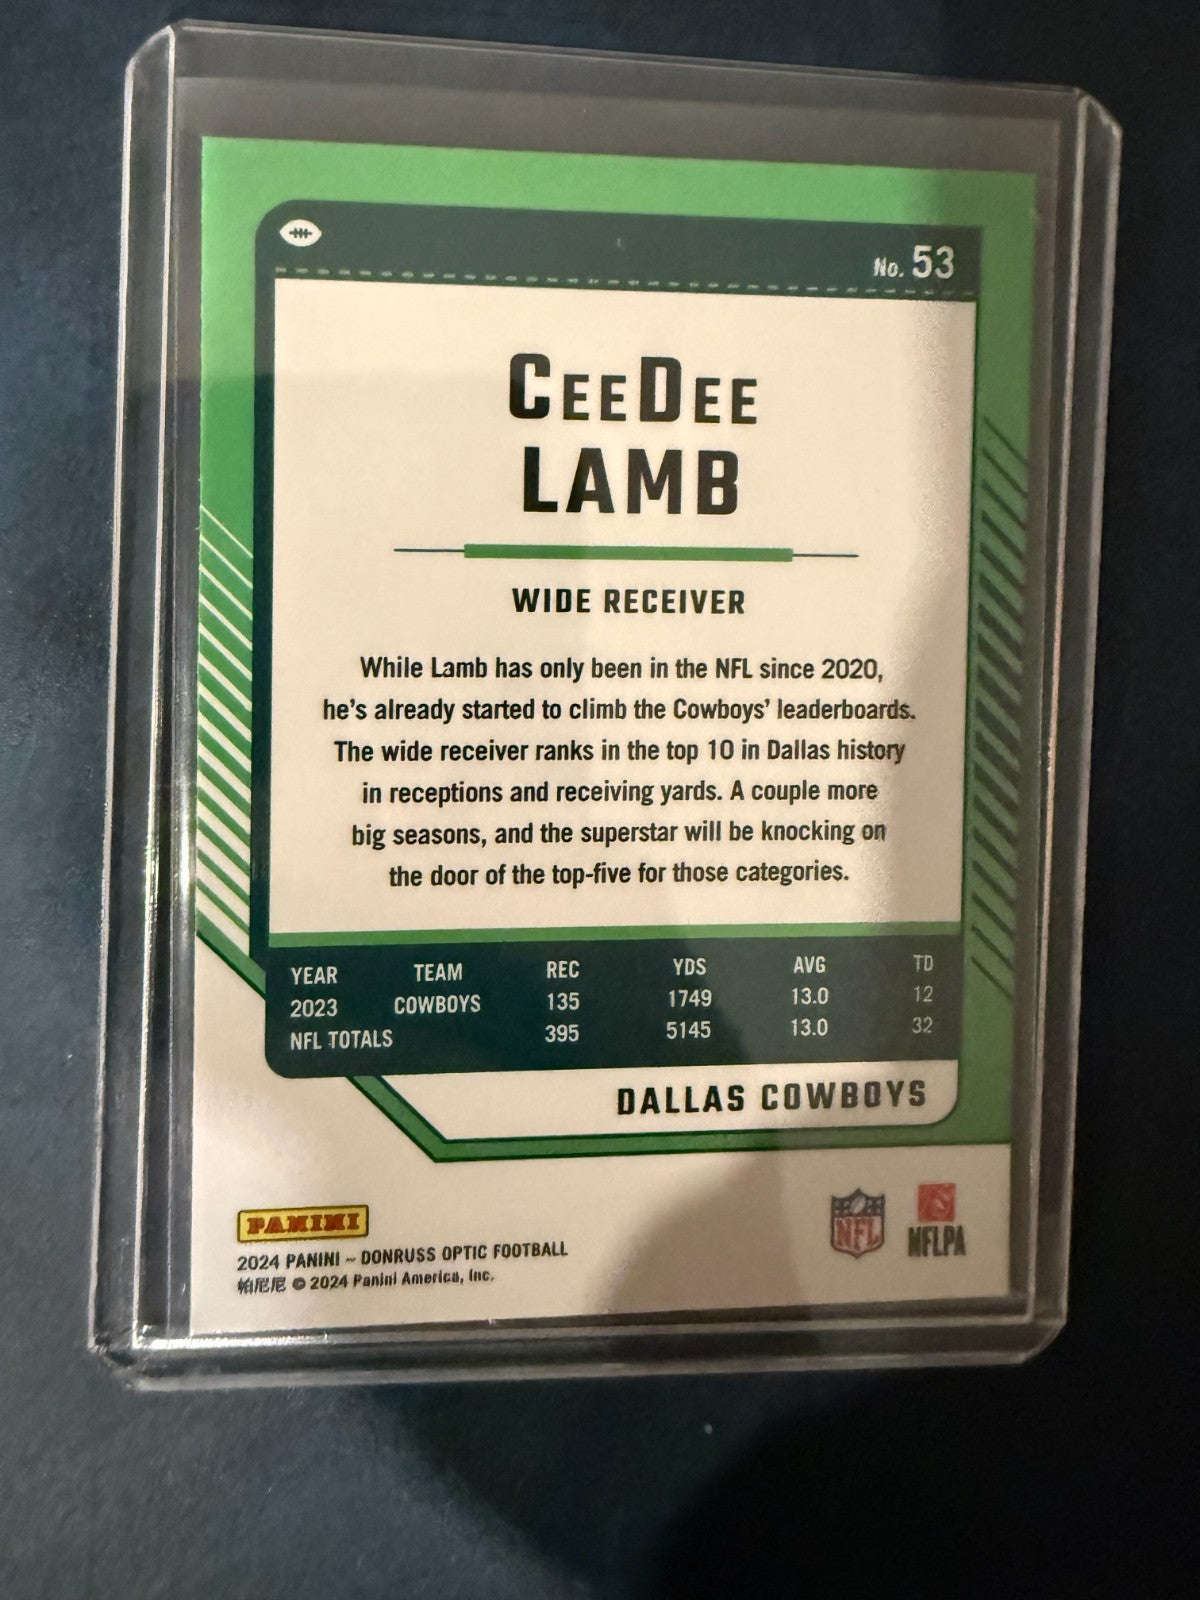 No. 53
CEEDEE
LAMB
WIDE RECEIVER
While Lamb has only been in the NFL since 2020,
he's already started to climb the Cowboys' leaderboards.
The wide receiver ranks in the top 10 in Dallas history
in receptions and receiving yards. A couple more
big seasons, and the superstar will be knocking on
the door of the top-five for those categories.
YEAR TEAM REC YDS AVG TD
2023 COWBOYS 135 1749 13.0 12
NFL TOTALS 395 5145 13.0 32
DALLAS COWBOYS
PANINI
NFL
NFLPA
2024 PANINI – DONRUSS OPTIC FOOTBALL
帕尼尼 © 2024 Panini America, Inc.